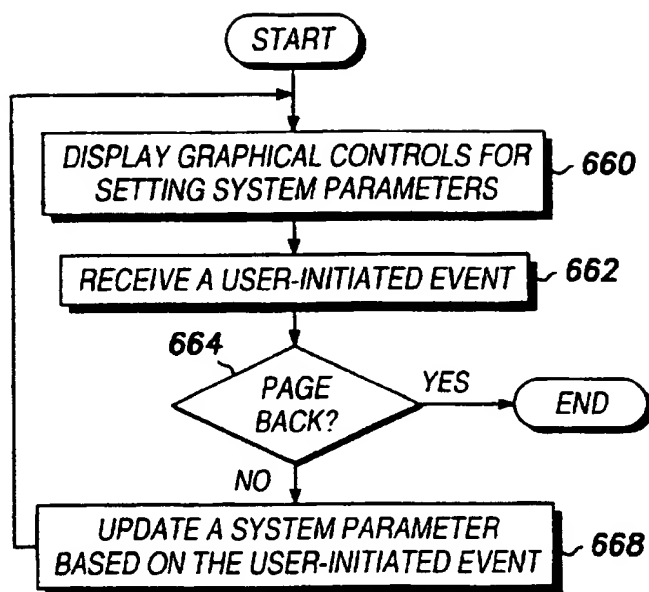 START
DISPLAY GRAPHICAL CONTROLS FOR
SETTING SYSTEM PARAMETERS
660
RECEIVE A USER-INITIATED EVENT
662
664
PAGE
BACK?
YES
END
NO
UPDATE A SYSTEM PARAMETER
BASED ON THE USER-INITIATED EVENT
668